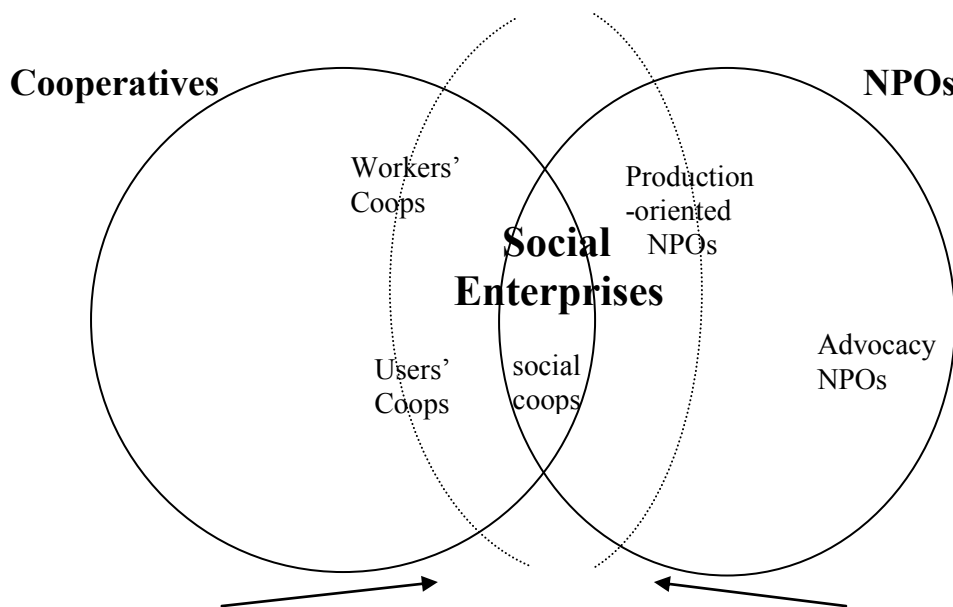 Cooperatives
NPOs
Workers’
Coops
Production
-oriented
NPOs
Social
Enterprises
Users’
Coops
social
coops
Advocacy
NPOs